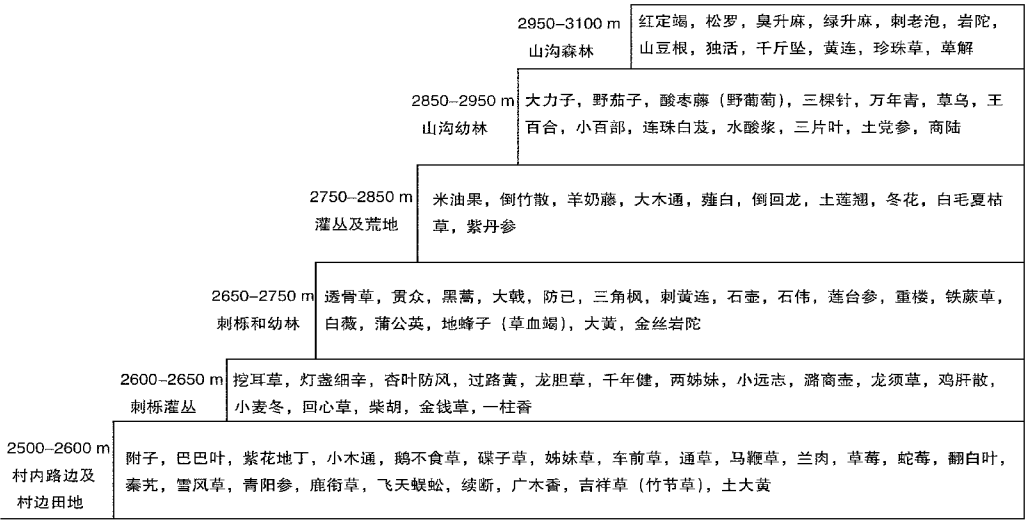 2950–3100 m
山沟森林
红定竭，松罗，臭升麻，绿升麻，刺老泡，岩陀，
山豆根，独活，千斤坠，黄连，珍珠草，萆解
2850–2950 m
山沟幼林
大力子，野茄子，酸枣藤（野葡萄），三棵针，万年青，草乌，王
百合，小百部，连珠白芨，水酸浆，三片叶，土党参，商陆
2750–2850 m
灌丛及荒地
米油果，倒竹散，羊奶藤，大木通，薤白，倒回龙，土莲翘，冬花，白毛夏枯
草，紫丹参
2650–2750 m
刺栎和幼林
透骨草，贯众，黑蒿，大戟，防己，三角枫，刺黄连，石壶，石伟，莲台参，重楼，铁蕨草，
白薇，蒲公英，地蜂子（草血竭），大黄，金丝岩陀
2600–2650 m
刺栎灌丛
挖耳草，灯盏细辛，杏叶防风，过路黄，龙胆草，千年健，两姊妹，小远志，潞商壶，龙须草，鸡肝散，
小麦冬，回心草，柴胡，金钱草，一柱香
2500–2600 m
村内路边及
村边田地
附子，巴巴叶，紫花地丁，小木通，鹅不食草，碟子草，姊妹草，车前草，通草，马鞭草，兰肉，草莓，蛇莓，翻白叶，
秦艽，雪风草，青阳参，鹿衔草，飞天蜈蚣，续断，广木香，吉祥草（竹节草），土大黄